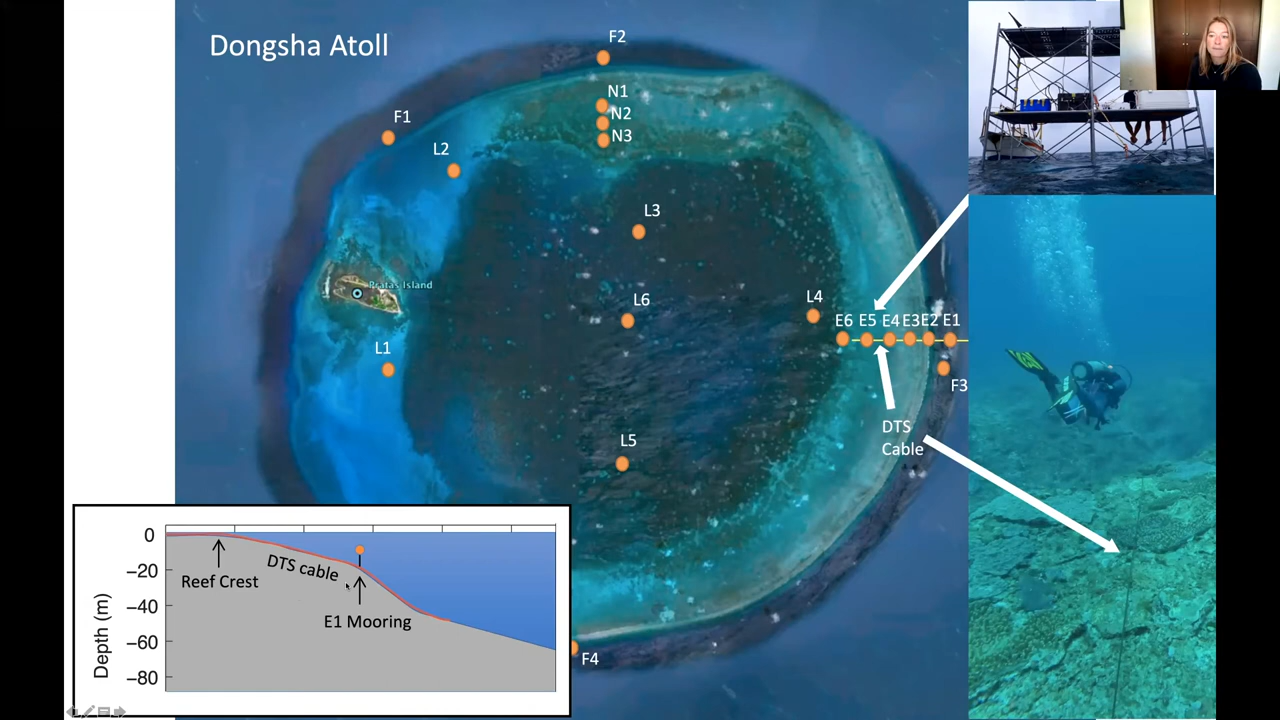 Dongsha Atoll
F2
N1
N2
N3
F1
L2
L3
Pratas Island
L6
L4
E6 E5 E4 E3 E2 E1
L1
F3
DTS
Cable
L5
F4
0
-20
-40
-60
-80
Depth (m)
Reef Crest
DTS cable
E1 Mooring